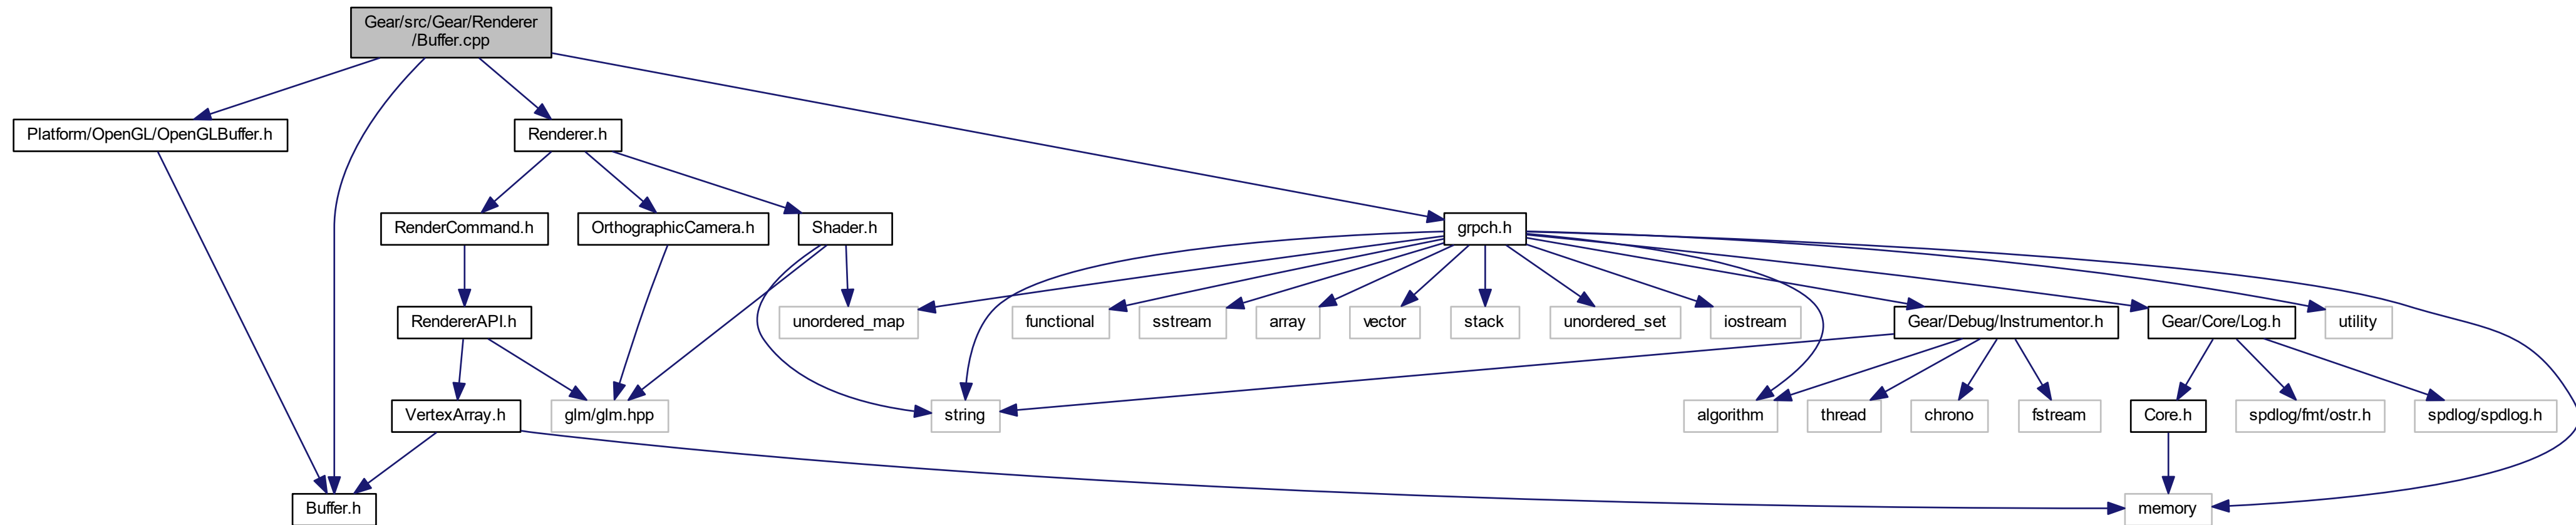 Gear/src/Gear/Renderer
/Buffer.cpp
Platform/OpenGL/OpenGLBuffer.h
Renderer.h
RenderCommand.h
OrthographicCamera.h
Shader.h
grpch.h
RendererAPI.h
unordered_map
functional
sstream
array
vector
stack
unordered_set
iostream
Gear/Debug/Instrumentor.h
Gear/Core/Log.h
utility
VertexArray.h
glm/glm.hpp
string
algorithm
thread
chrono
fstream
Core.h
spdlog/fmt/ostr.h
spdlog/spdlog.h
Buffer.h
memory